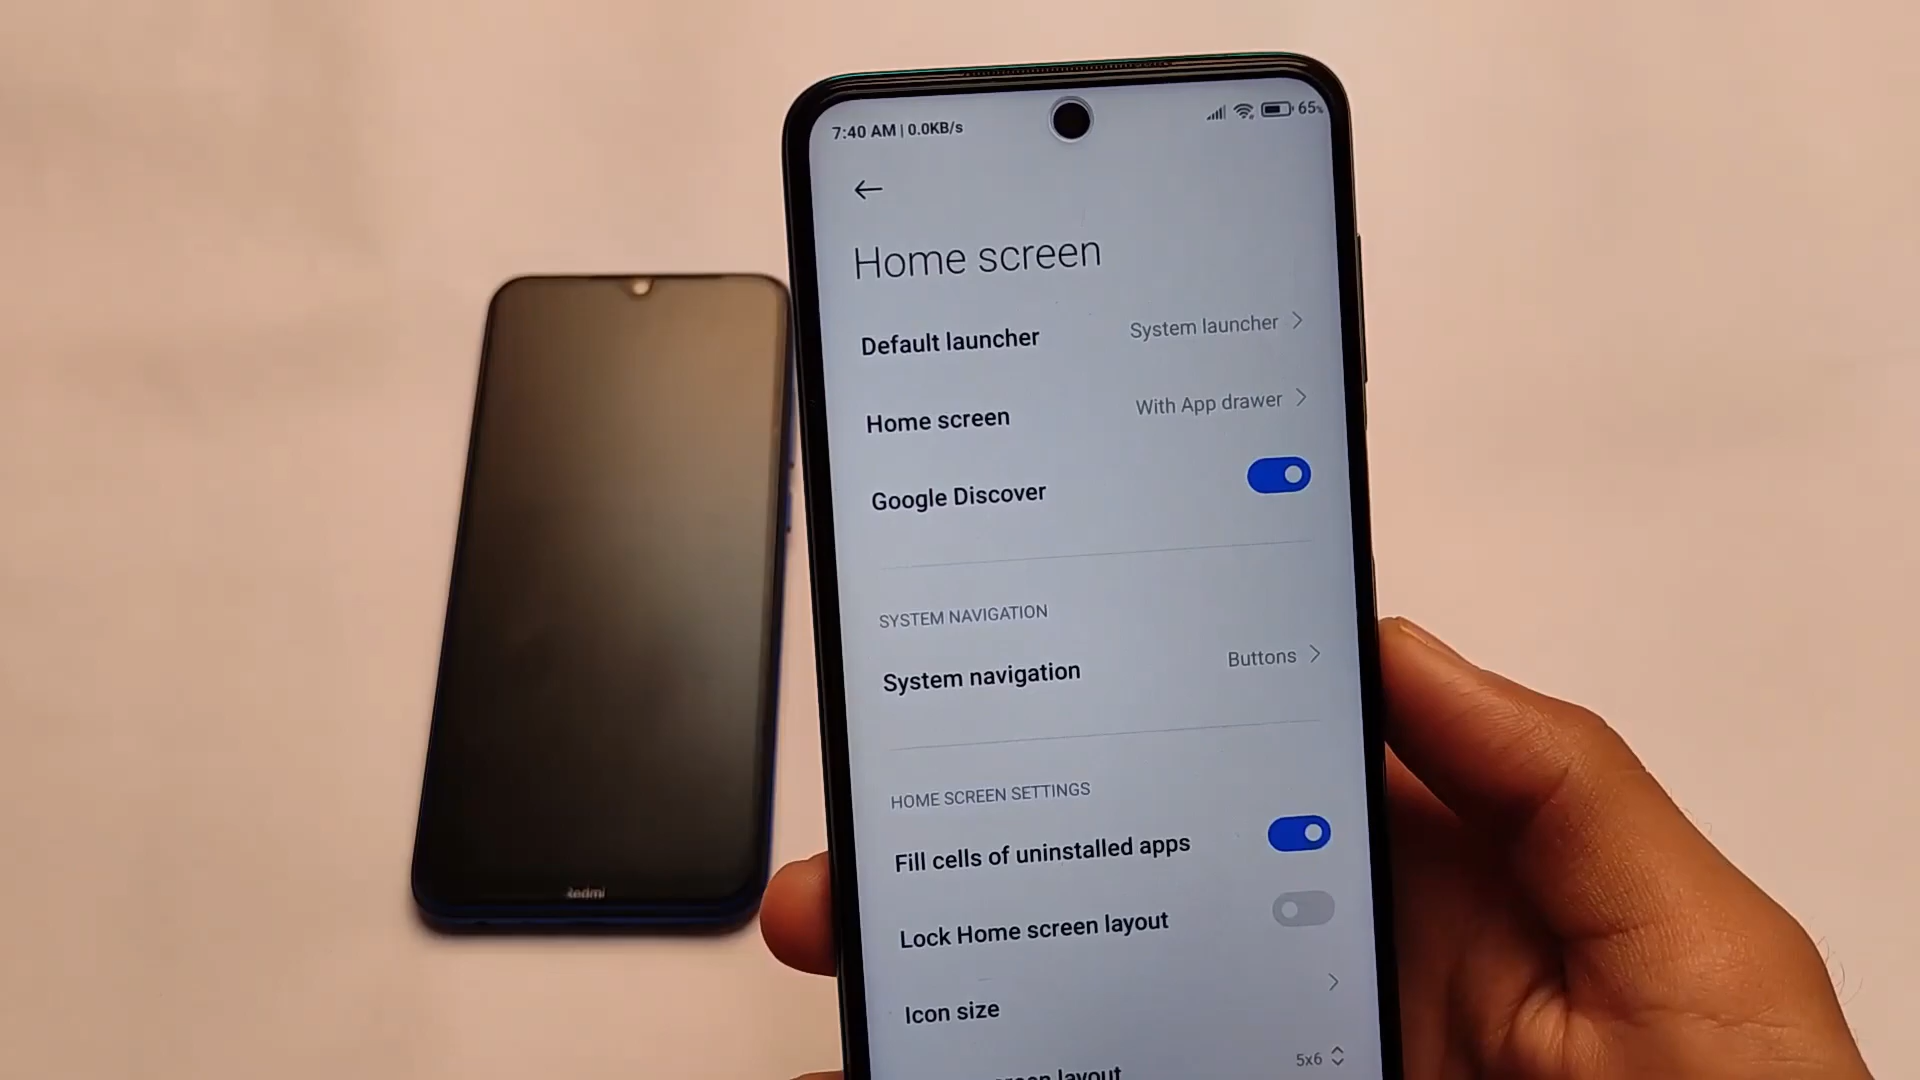 7:40 AM | 0.0KB/s
65%
Home screen
Default launcher
System launcher
Home screen
With App drawer
Google Discover
SYSTEM NAVIGATION
System navigation
Buttons
HOME SCREEN SETTINGS
Fill cells of uninstalled apps
Lock Home screen layout
Icon size
layout
5x6
Redmi